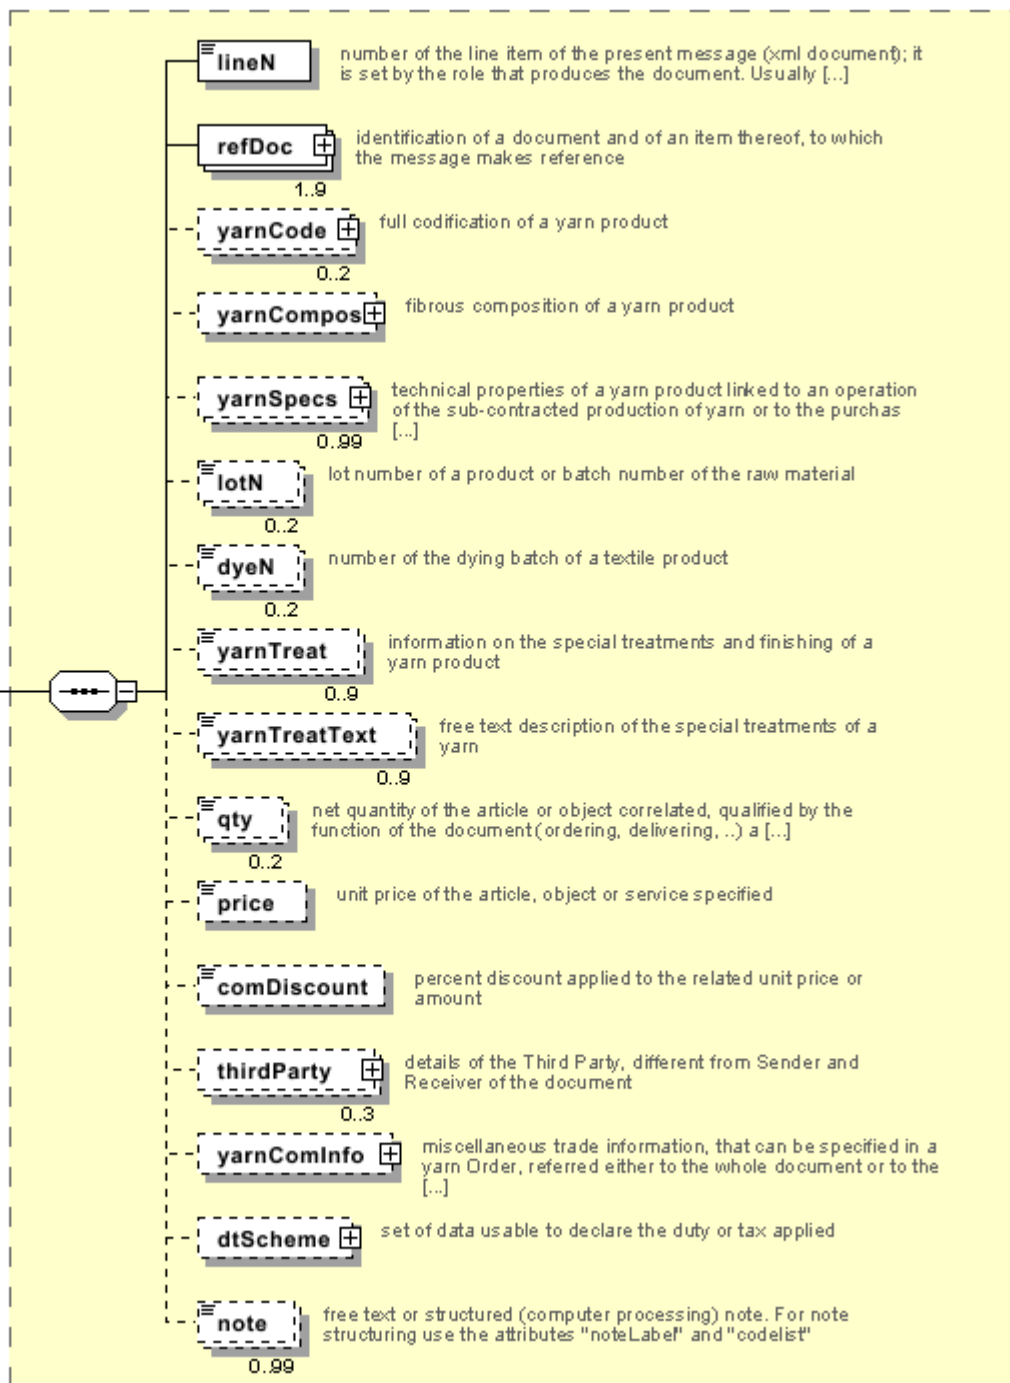 lineN
number of the line item of the present message (xml document); it
is set by the role that produces the document. Usually [...]
refDoc
identification of a document and of an item thereof, to which
the message makes reference
1..9
yarnCode
full codification of a yarn product
0..2
yarnCompos
fibrous composition of a yarn product
yarnSpecs
technical properties of a yarn product linked to an operation
of the sub-contracted production of yarn or to the purchas
[...]
0..99
lotN
lot number of a product or batch number of the raw material
0..2
dyeN
number of the dying batch of a textile product
0..2
yarnTreat
information on the special treatments and finishing of a
yarn product
0..9
yarnTreatText
free text description of the special treatments of a
yarn
0..9
qty
net quantity of the article or object correlated, qualified by the
function of the document (ordering, delivering, ..) a [...]
0..2
price
unit price of the article, object or service specified
comDiscount
percent discount applied to the related unit price or
amount
thirdParty
details of the Third Party, different from Sender and
Receiver of the document
0..3
yarnComInfo
miscellaneous trade information, that can be specified in a
yarn Order, referred either to the whole document or to the
[...]
dtScheme
set of data usable to declare the duty or tax applied
note
free text or structured (computer processing) note. For note
structuring use the attributes "noteLabel" and "codelist"
0..99